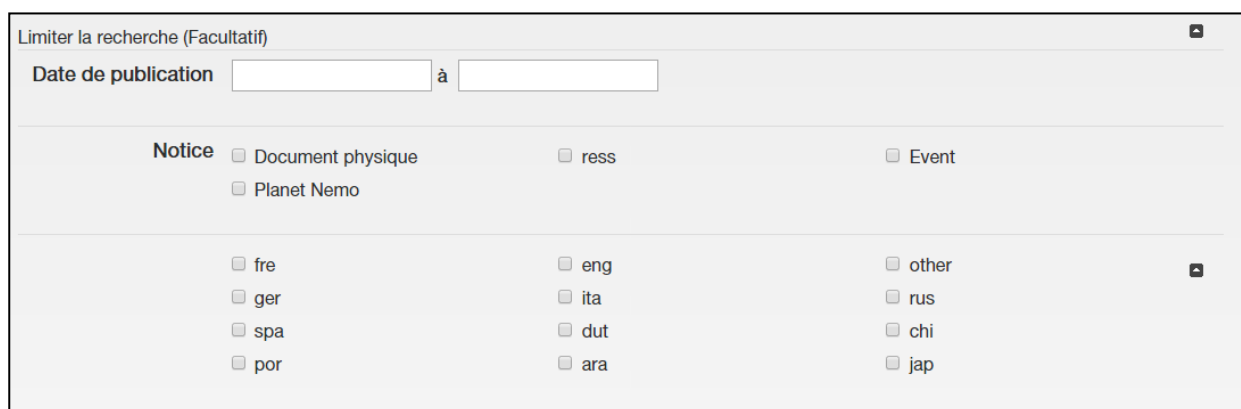 Limiter la recherche (Facultatif)
Date de publication à
Notice Document physique ress Event
Planet Nemo
fre eng other
ger ita rus
spa dut chi
por ara jap